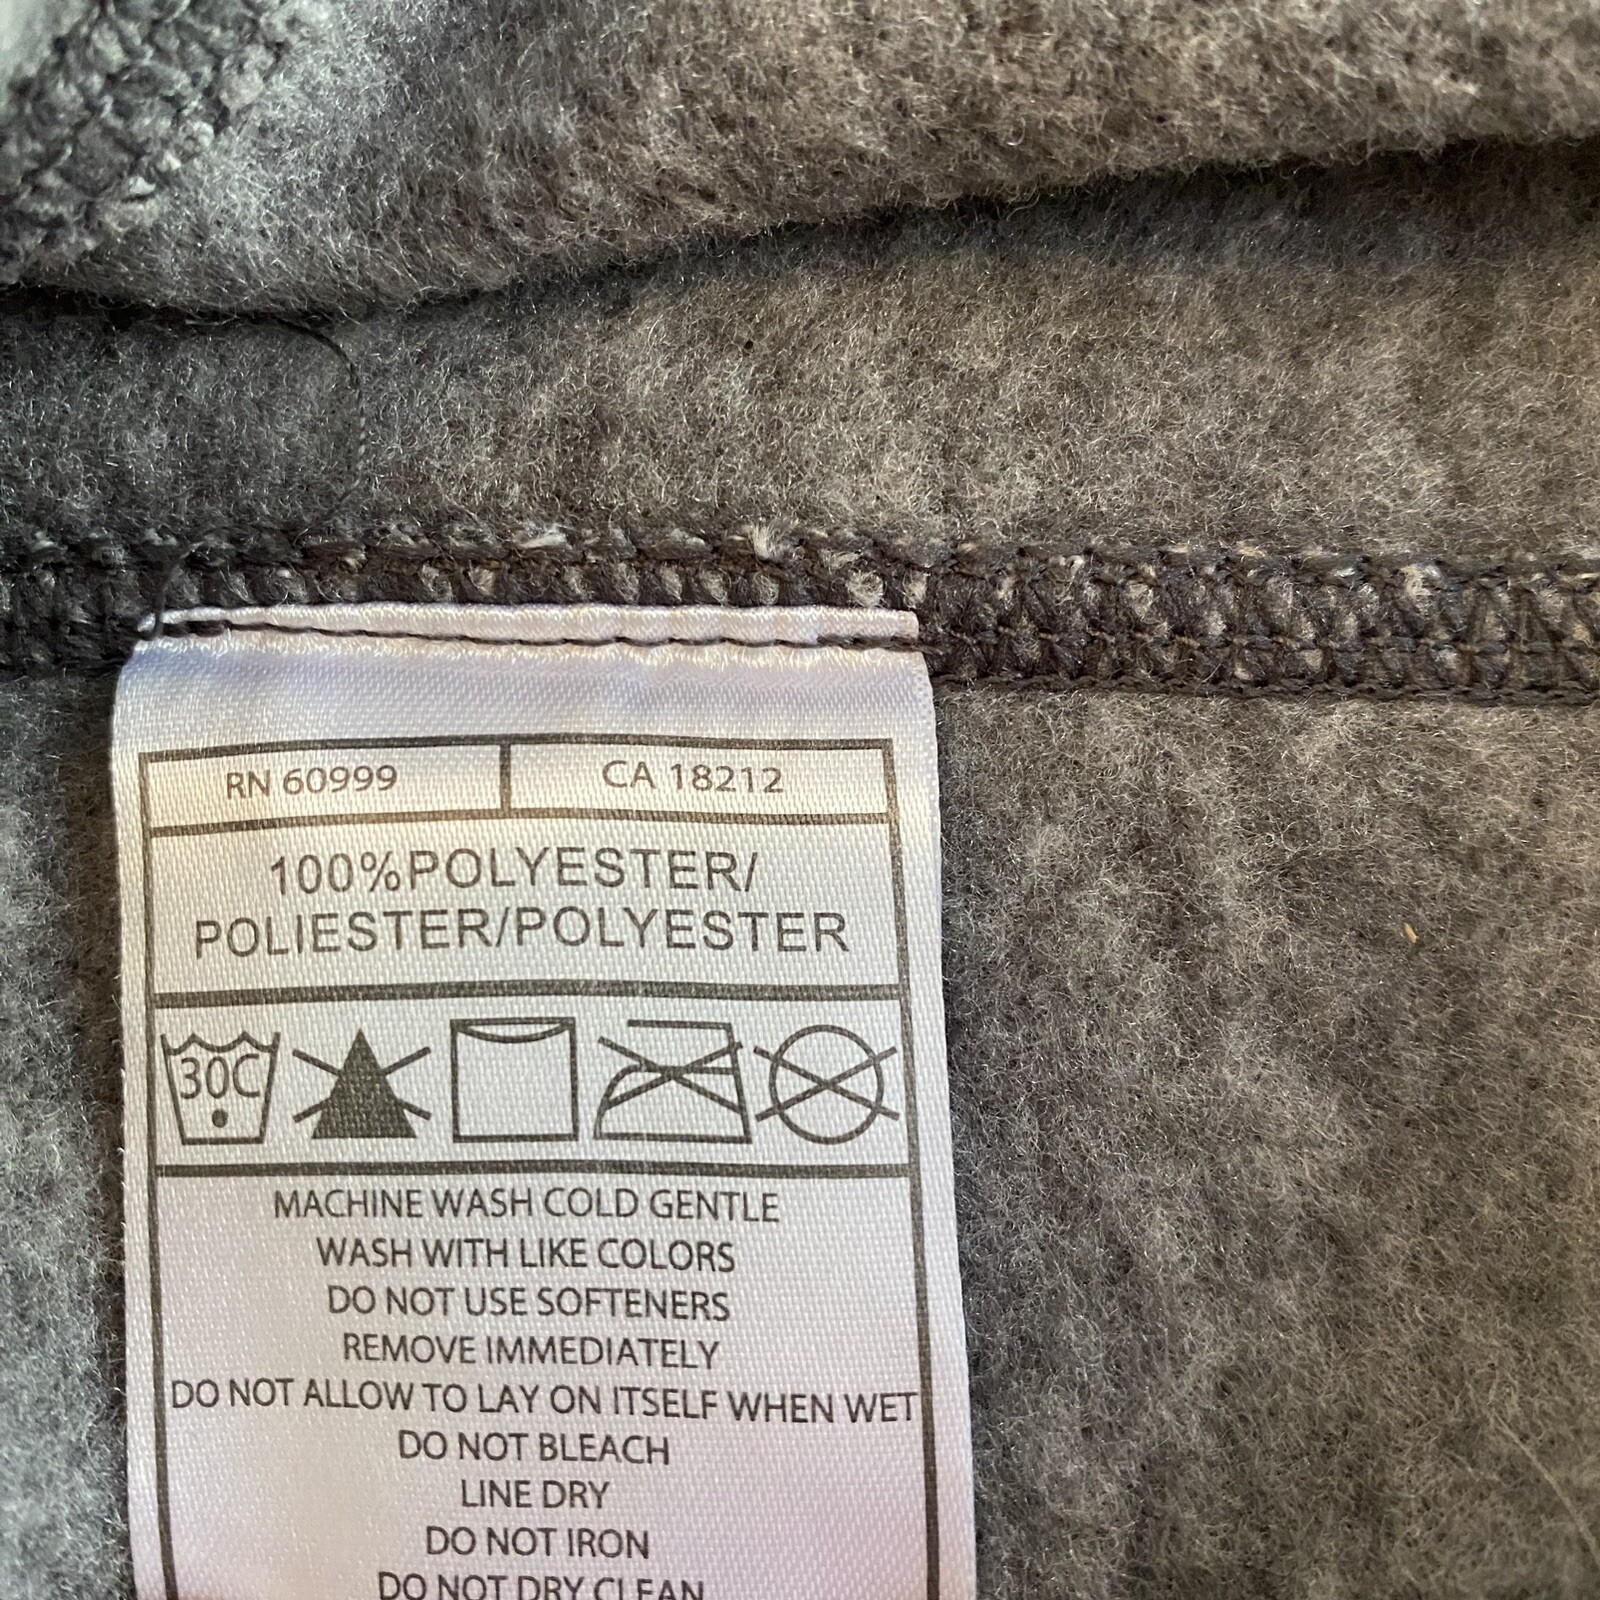 RN 60999 CA 18212
100%POLYESTER/
POLIESTER/POLYESTER
30C
MACHINE WASH COLD GENTLE
WASH WITH LIKE COLORS
DO NOT USE SOFTENERS
REMOVE IMMEDIATELY
DO NOT ALLOW TO LAY ON ITSELF WHEN WET
DO NOT BLEACH
LINE DRY
DO NOT IRON
DO NOT DRY CLEAN